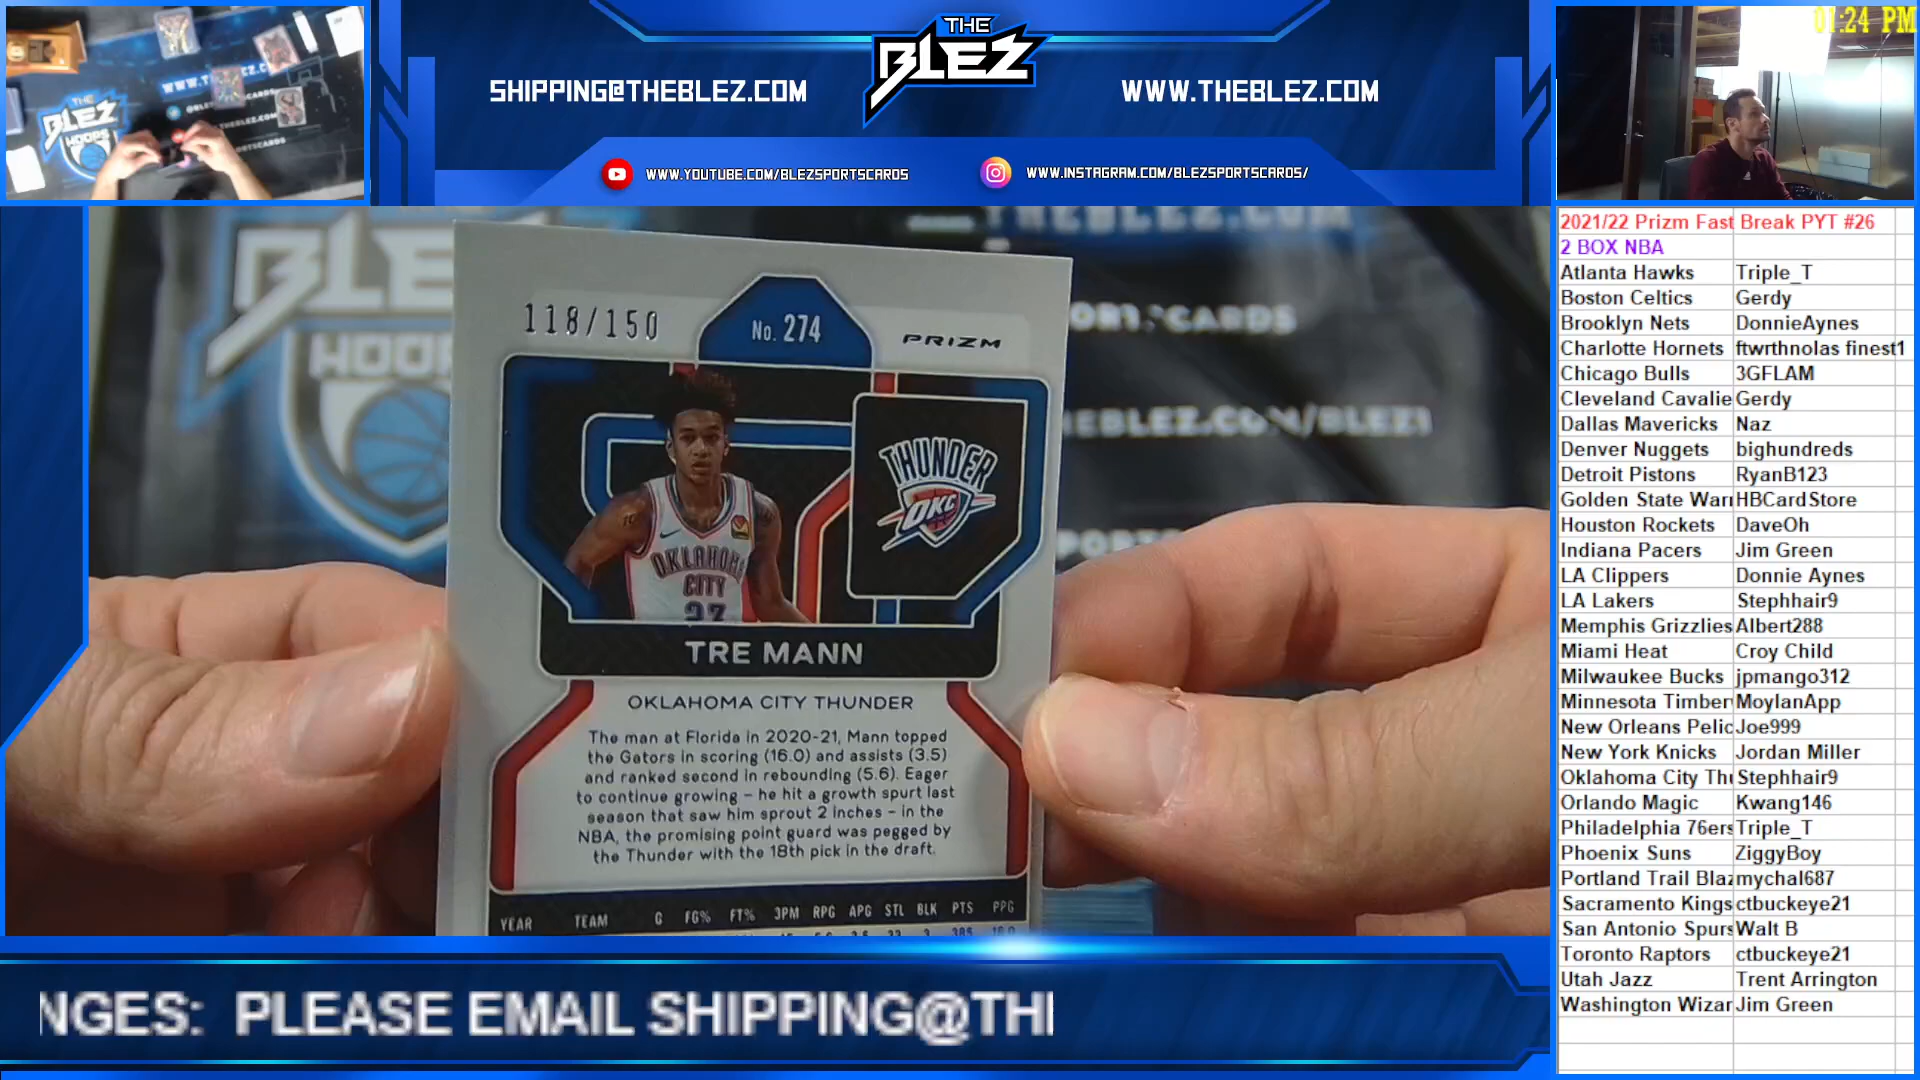 01:24 PM
THE
BLEZ
SHIPPING@THEBLEZ.COM
WWW.THEBLEZ.COM
WWW.YOUTUBE.COM/BLEZSPORTSCARDS
WWW.INSTAGRAM.COM/BLEZSPORTSCARDS/
THE
BLEZ
HOOPS
118/150
No. 274
PRIZM
THUNDER
OKC
OKLAHOMA
CITY
TRE MANN
OKLAHOMA CITY THUNDER
The man at Florida in 2020-21, Mann topped
the Gators in scoring (16.0) and assists (3.5)
and ranked second in rebounding (5.6). Eager
to continue growing – he hit a growth spurt last
season that saw him sprout 2 inches – in the
NBA, the promising point guard was pegged by
the Thunder with the 18th pick in the draft.
YEAR TEAM G FG% FT% 3PM RPG APG STL BLK PTS PPG
NGES: PLEASE EMAIL SHIPPING@TH
2021/22 Prizm Fast Break PYT #26
2 BOX NBA
Atlanta Hawks Triple_T
Boston Celtics Gerdy
Brooklyn Nets DonnieAynes
Charlotte Hornets ftwrthnolas finest1
Chicago Bulls 3GFLAM
Cleveland Cavalie Gerdy
Dallas Mavericks Naz
Denver Nuggets bighundreds
Detroit Pistons RyanB123
Golden State Warr HBCardStore
Houston Rockets DaveOh
Indiana Pacers Jim Green
LA Clippers Donnie Aynes
LA Lakers Stephhair9
Memphis Grizzlies Albert288
Miami Heat Croy Child
Milwaukee Bucks jpmango312
Minnesota Timber MoylanApp
New Orleans Pelic Joe999
New York Knicks Jordan Miller
Oklahoma City Thu Stephhair9
Orlando Magic Kwang146
Philadelphia 76ers Triple_T
Phoenix Suns ZiggyBoy
Portland Trail Blaz mychal687
Sacramento Kings ctbuckeye21
San Antonio Spurs Walt B
Toronto Raptors ctbuckeye21
Utah Jazz Trent Arrington
Washington Wizar Jim Green